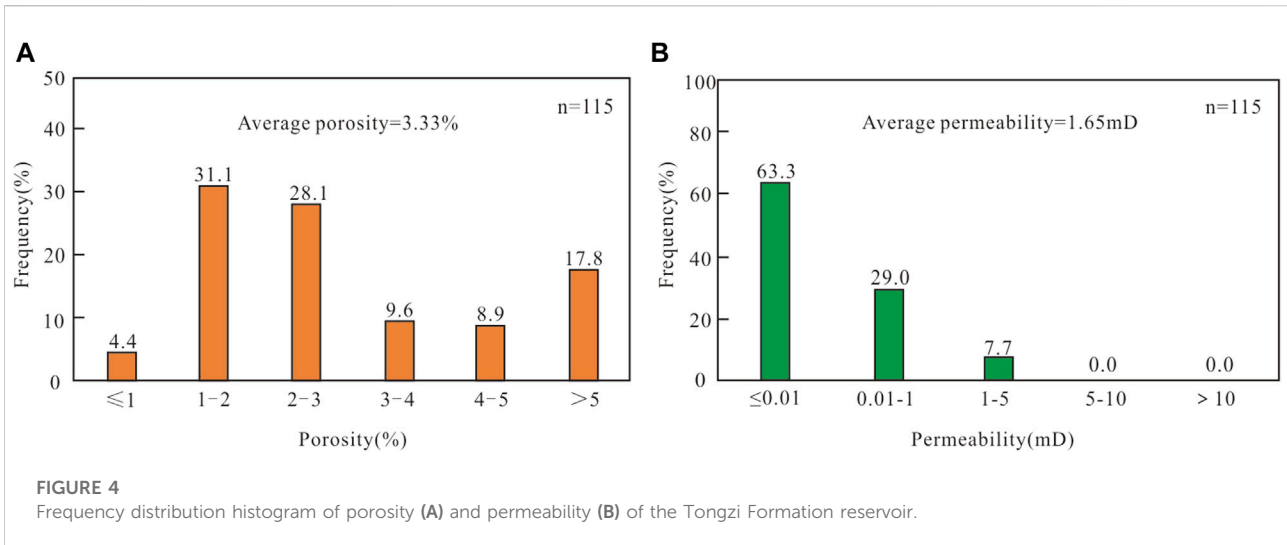 A
Frequency(%)
50
40
30
20
10
0
Average porosity=3.33%
n=115
4.4
31.1
28.1
9.6
8.9
17.8
≤1
1-2
2-3
3-4
4-5
>5
Porosity(%)
B
Frequency(%)
100
80
60
40
20
0
Average permeability=1.65mD
n=115
63.3
29.0
7.7
0.0
0.0
≤0.01
0.01-1
1-5
5-10
> 10
Permeability(mD)
FIGURE 4
Frequency distribution histogram of porosity (A) and permeability (B) of the Tongzi Formation reservoir.